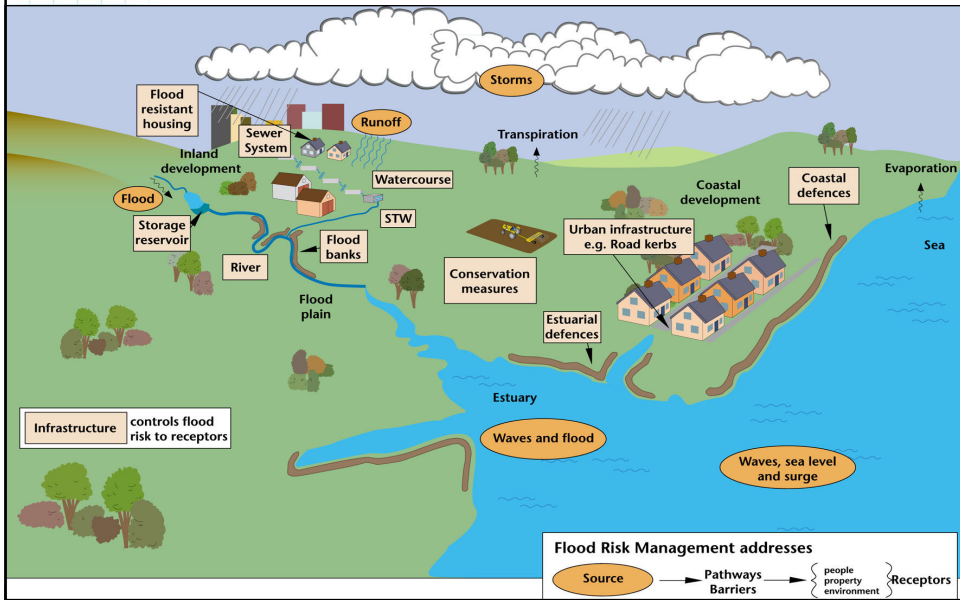 Storms
Flood
resistant
housing
Runoff
Sewer
System
Transpiration
Inland
development
Coastal
defences
Evaporation
Watercourse
Coastal
development
Flood
STW
Storage
reservoir
Urban infrastructure
e.g. Road kerbs
Sea
River
Flood
banks
Conservation
measures
Flood
plain
Estuarial
defences
Estuary
Infrastructure
controls flood
risk to receptors
Waves and flood
Waves, sea level
and surge
Flood Risk Management addresses
Source
Pathways
Barriers
people
property
environment
Receptors